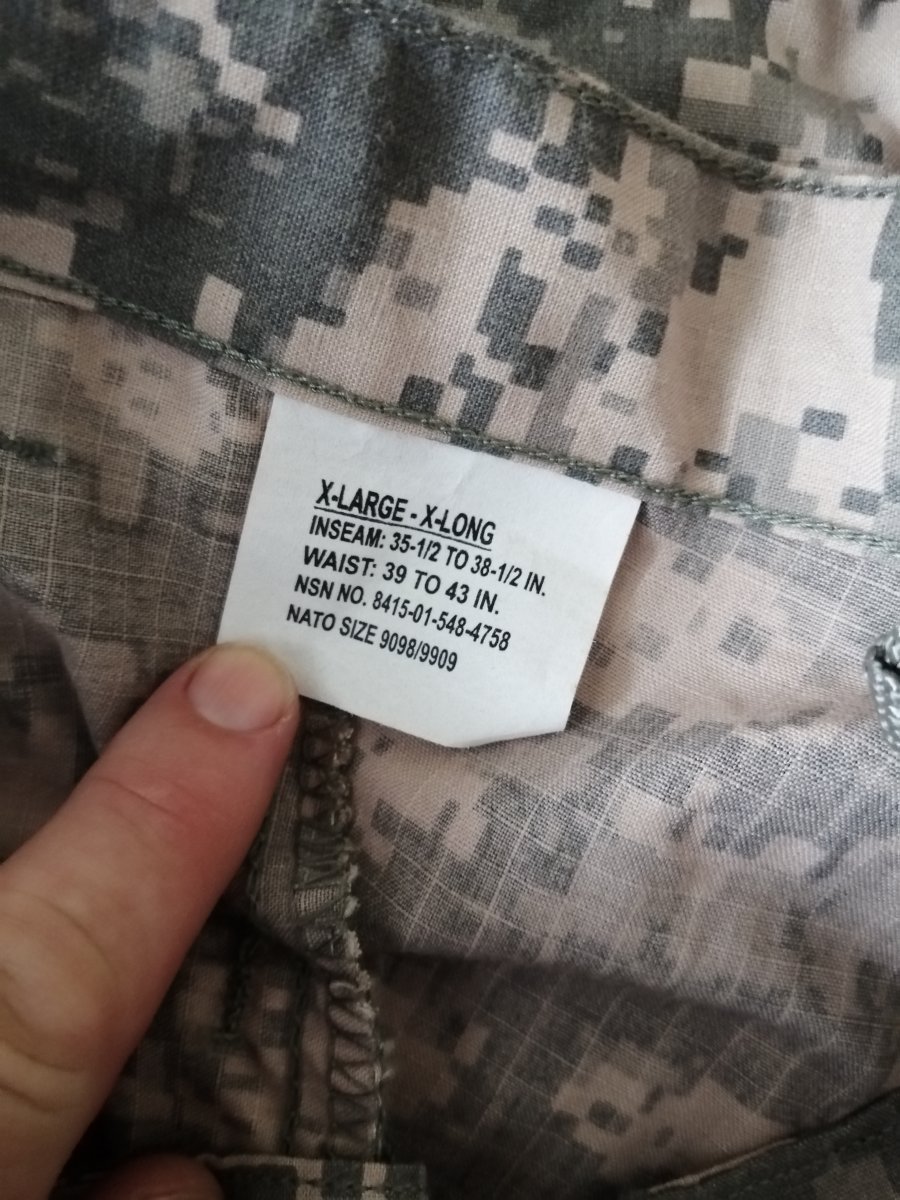 X-LARGE - X-LONG
INSEAM: 35-1/2 TO 38-1/2 IN.
WAIST: 39 TO 43 IN.
NSN NO. 8415-01-548-4758
NATO SIZE 9098/9909